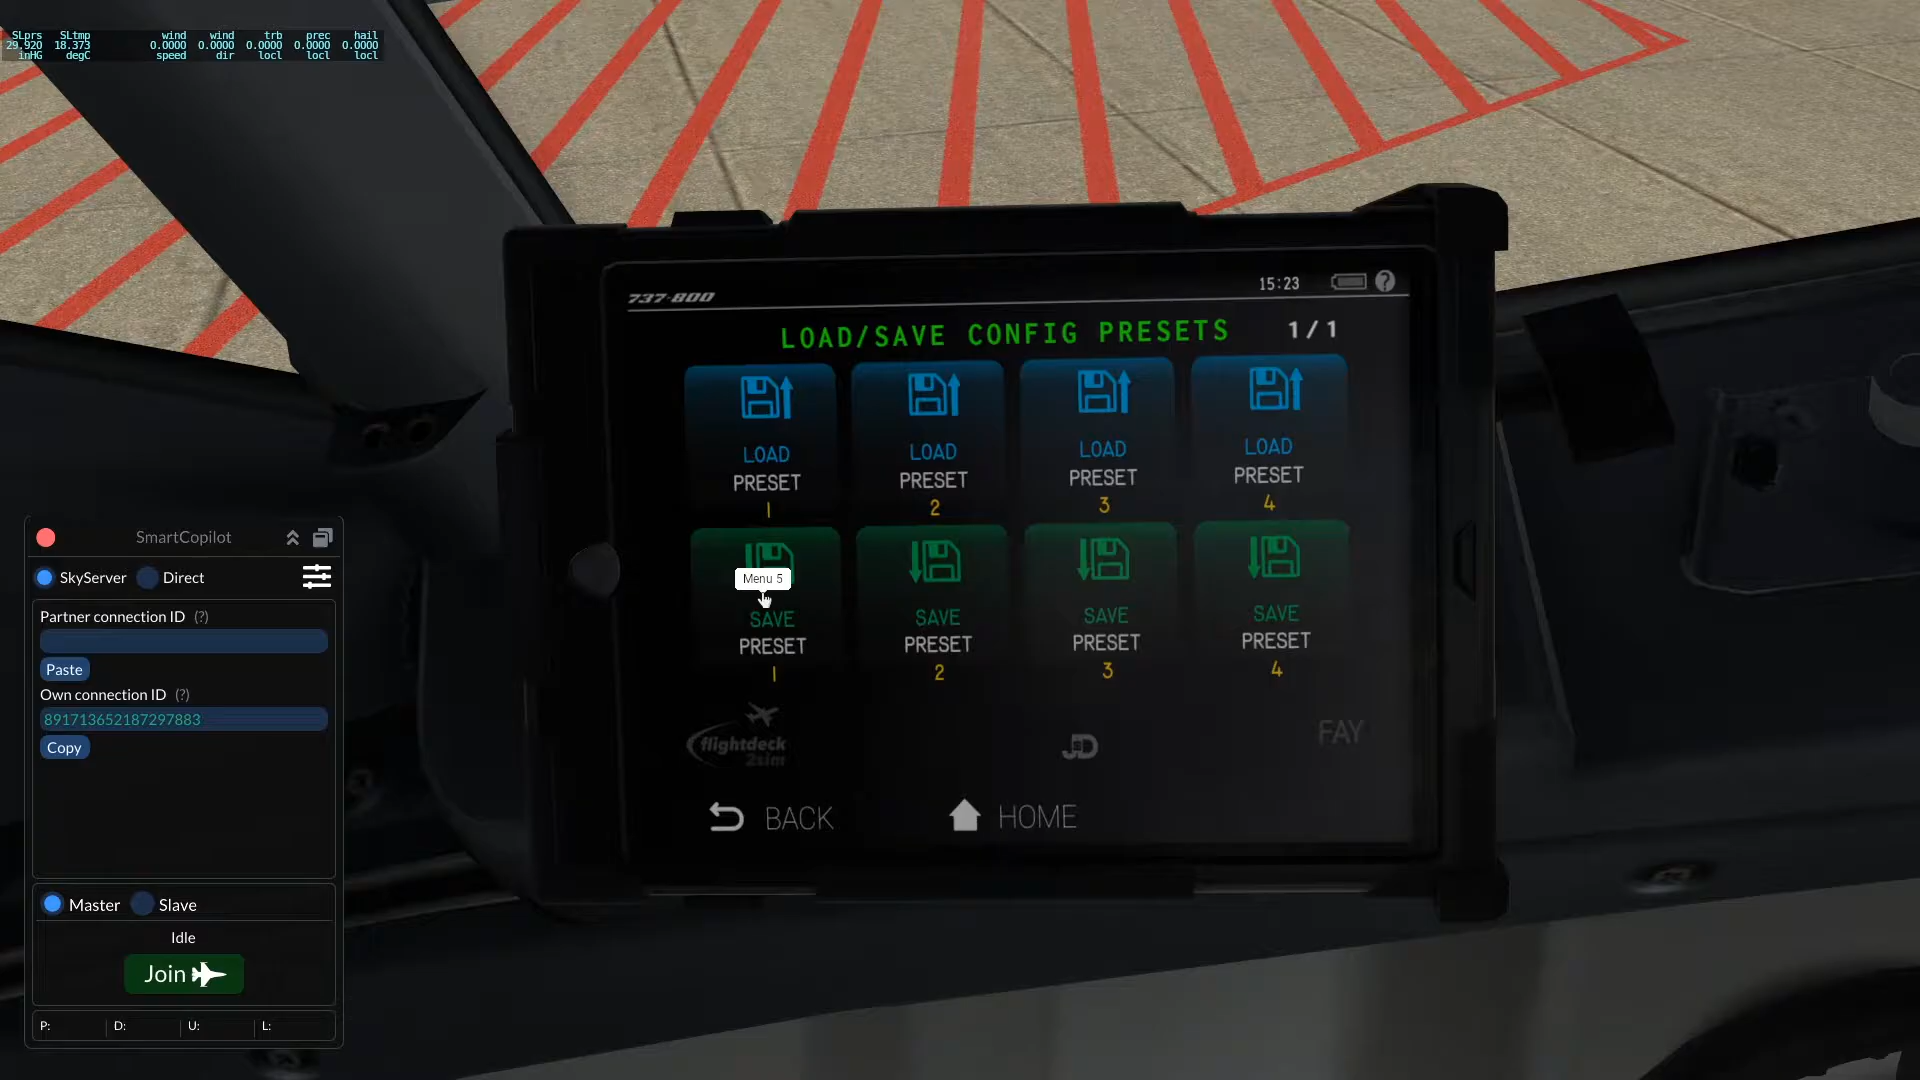 SLprs SLtmp wind wind trb prec hail
29.920 18.373 0.0000 0.0000 0.0000 0.0000 0.0000
inHG degC speed dir locl locl locl
737-800
15:23
?
LOAD/SAVE CONFIG PRESETS 1 / 1
LOAD LOAD LOAD LOAD
PRESET PRESET PRESET PRESET
1 2 3 4
Menu 5
SAVE SAVE SAVE SAVE
PRESET PRESET PRESET PRESET
1 2 3 4
flightdeck
2sim
JSD
FAY
BACK HOME
SmartCopilot
SkyServer Direct
Partner connection ID (?)
Paste
Own connection ID (?)
891713652187297883
Copy
Master Slave
Idle
Join
P: D: U: L: